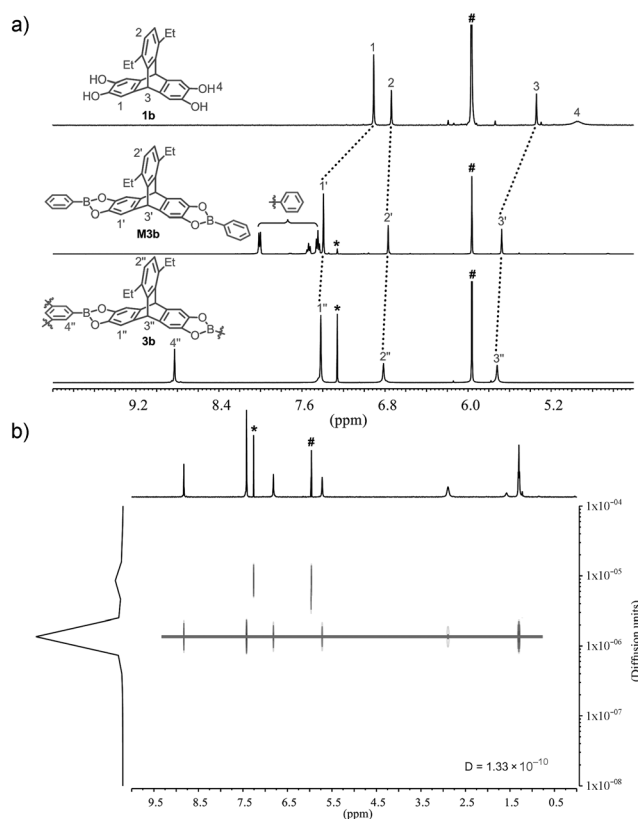 a)
2
Et
Et
HO
HO
OH
4
OH
1
3
1b
1
2
#
3
4
2'
Et
Et
B
O
O
O
O
B
1'
3'
M3b
1'
*
2'
#
3'
2"
Et
Et
B
O
O
O
O
B
4"
1"
3"
3b
4"
1"
*
2"
#
3"
9.2 8.4 7.6 6.8 6.0 5.2
(ppm)
b)
*
#
1x10⁻⁰⁴
1x10⁻⁰⁵
1x10⁻⁰⁶
1x10⁻⁰⁷
1x10⁻⁰⁸
(Diffusion units)
D = 1.33 × 10⁻¹⁰
9.5 8.5 7.5 6.5 5.5 4.5 3.5 2.5 1.5 0.5
(ppm)